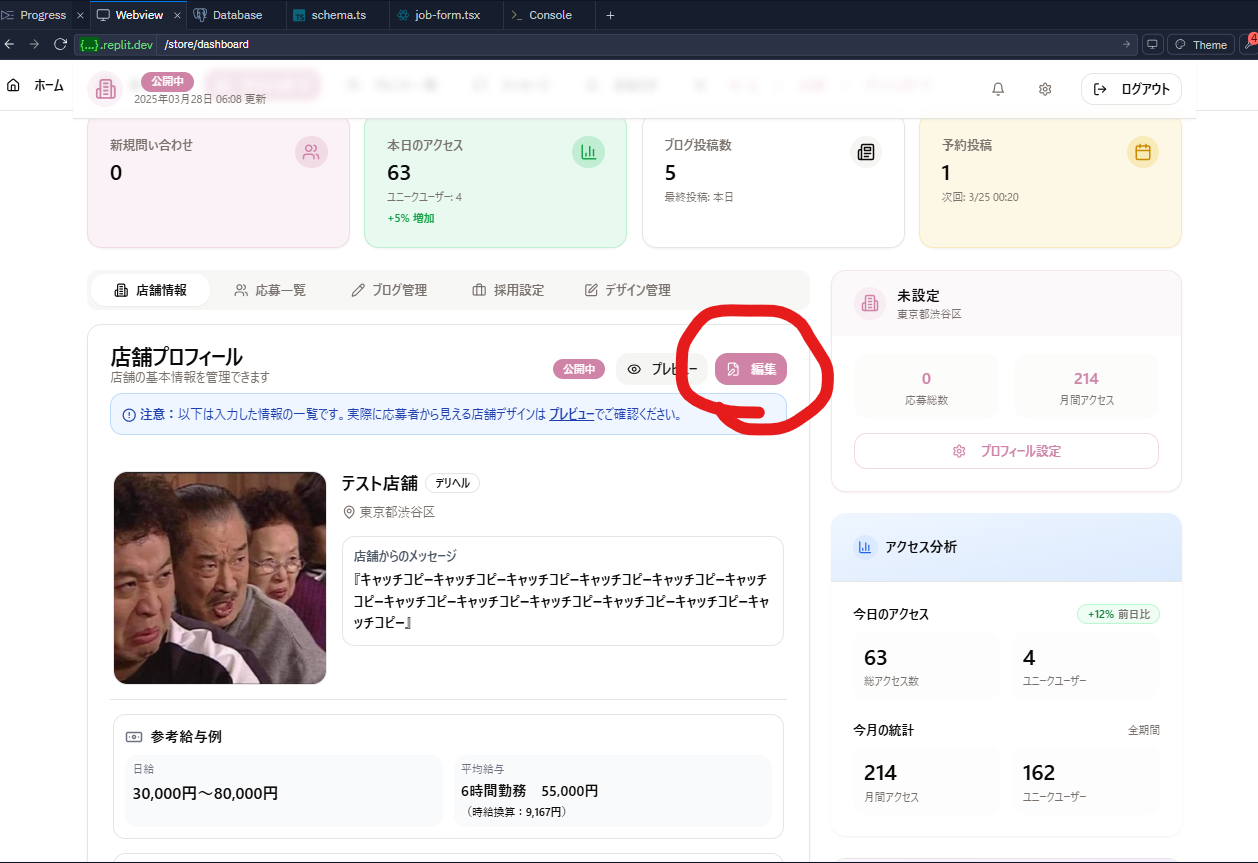 Progress
Webview
Database
schema.ts
job-form.tsx
Console
{...}.replit.dev
/store/dashboard
Theme
4
ホーム
公開中
2025年03月28日 06:08 更新
ログアウト
新規問い合わせ
0
本日のアクセス
63
ユニークユーザー: 4
+5% 増加
ブログ投稿数
5
最終投稿: 本日
予約投稿
1
次回: 3/25 00:20
店舗情報
応募一覧
ブログ管理
採用設定
デザイン管理
店舗プロフィール
店舗の基本情報を管理できます
公開中
プレビュー
編集
注意：以下は入力した情報の一覧です。実際に応募者から見える店舗デザインは プレビューでご確認ください。
テスト店舗
デリヘル
東京都渋谷区
店舗からのメッセージ
『キャッチコピーキャッチコピーキャッチコピーキャッチコピーキャッチコピーキャッチ
コピーキャッチコピーキャッチコピーキャッチコピーキャッチコピーキャッチコピーキャ
ッチコピー』
参考給与例
日給
30,000円〜80,000円
平均給与
6時間勤務 55,000円
（時給換算：9,167円）
未設定
東京都渋谷区
0
応募総数
214
月間アクセス
プロフィール設定
アクセス分析
今日のアクセス
+12% 前日比
63
総アクセス数
4
ユニークユーザー
今月の統計
全期間
214
月間アクセス
162
ユニークユーザー